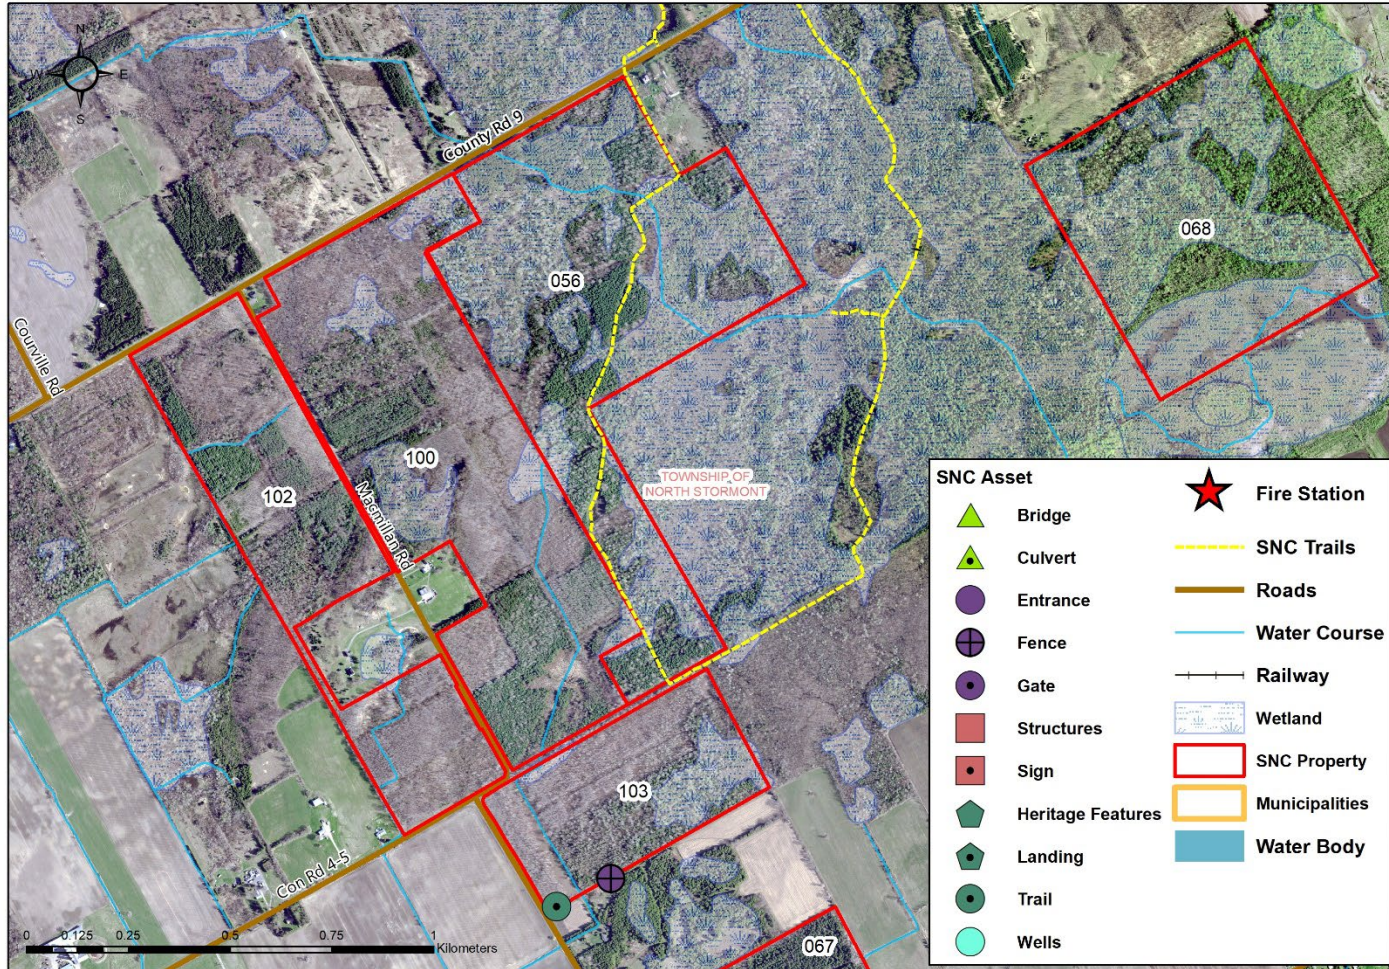 N
W E
S
County Rd 9
Courville Rd
Macmillan Rd
Con Rd 4-5
056
068
100
102
103
067
TOWNSHIP OF
NORTH STORMONT
0 0.125 0.25 0.5 0.75 1
Kilometers
SNC Asset
Bridge
Culvert
Entrance
Fence
Gate
Structures
Sign
Heritage Features
Landing
Trail
Wells
Fire Station
SNC Trails
Roads
Water Course
Railway
Wetland
SNC Property
Municipalities
Water Body